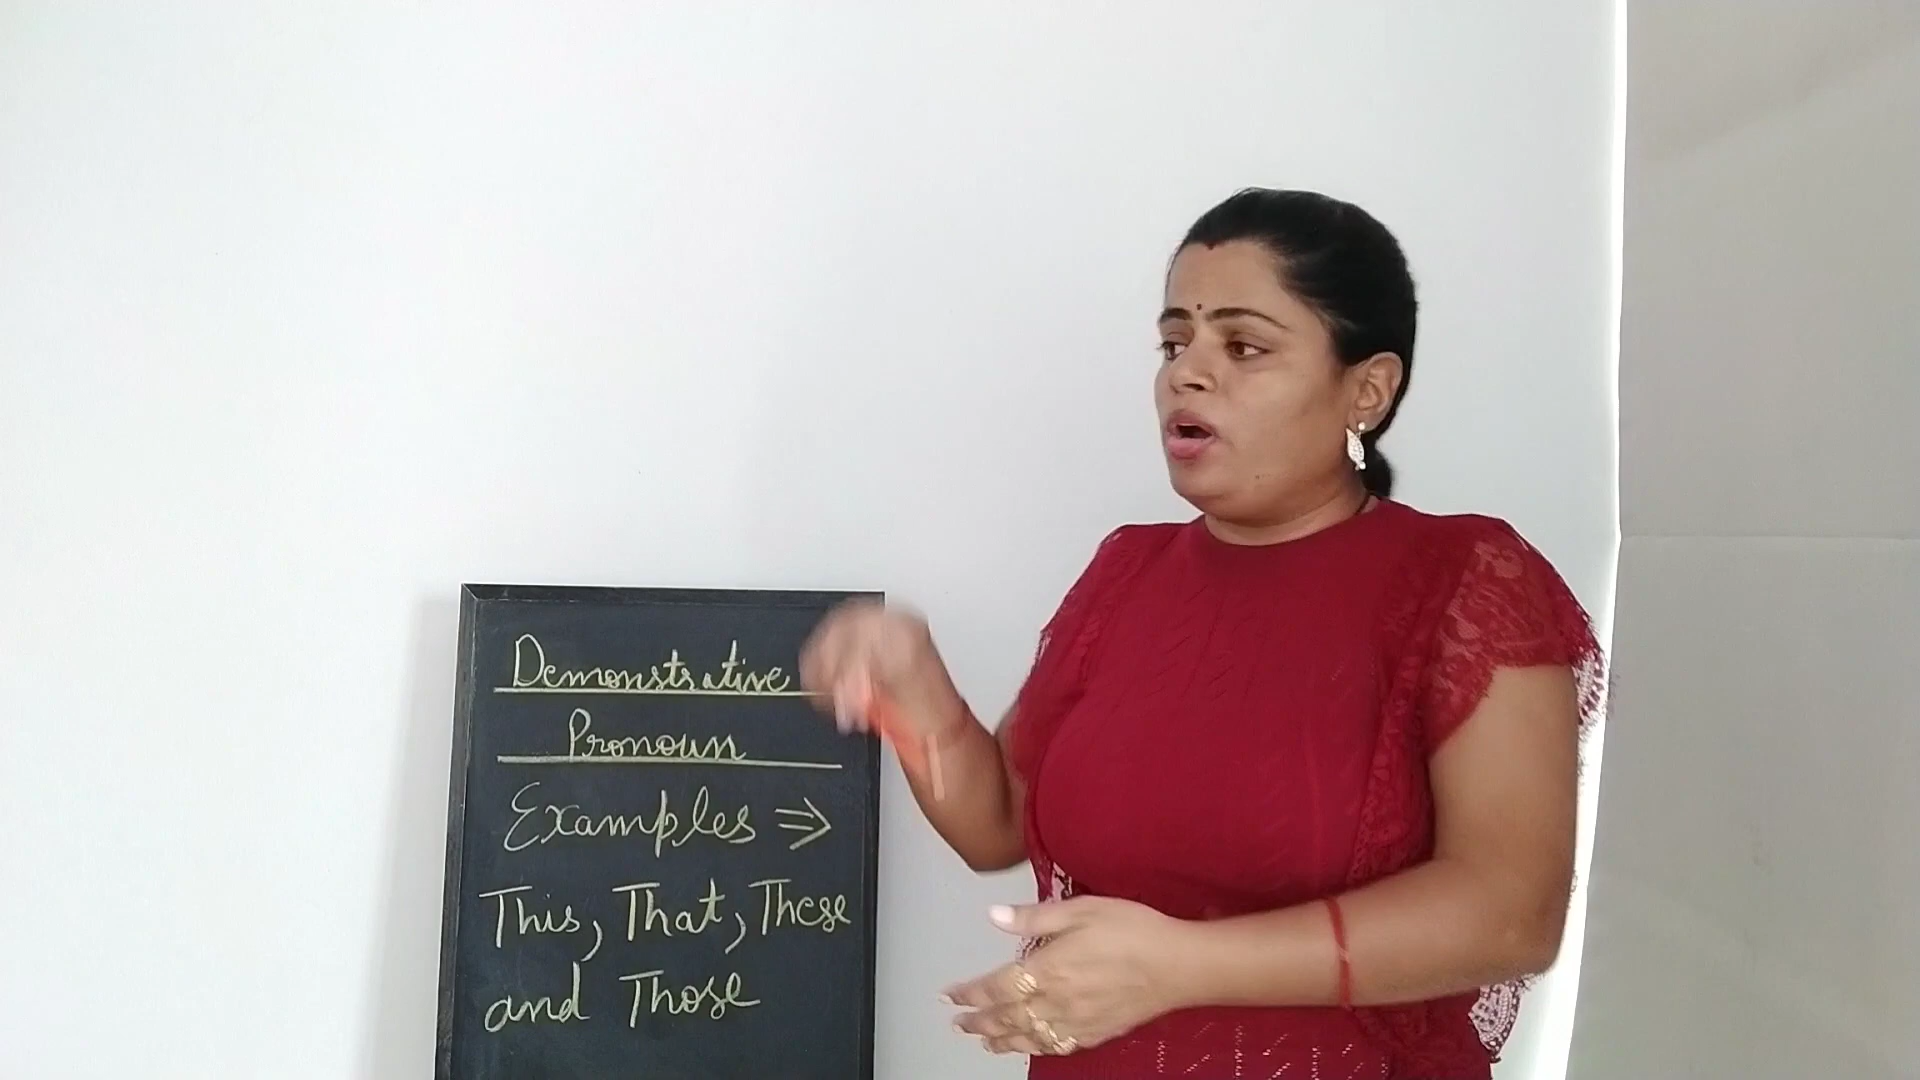 Demonstrative
Pronoun
Examples ⇒
This, That, These
and Those